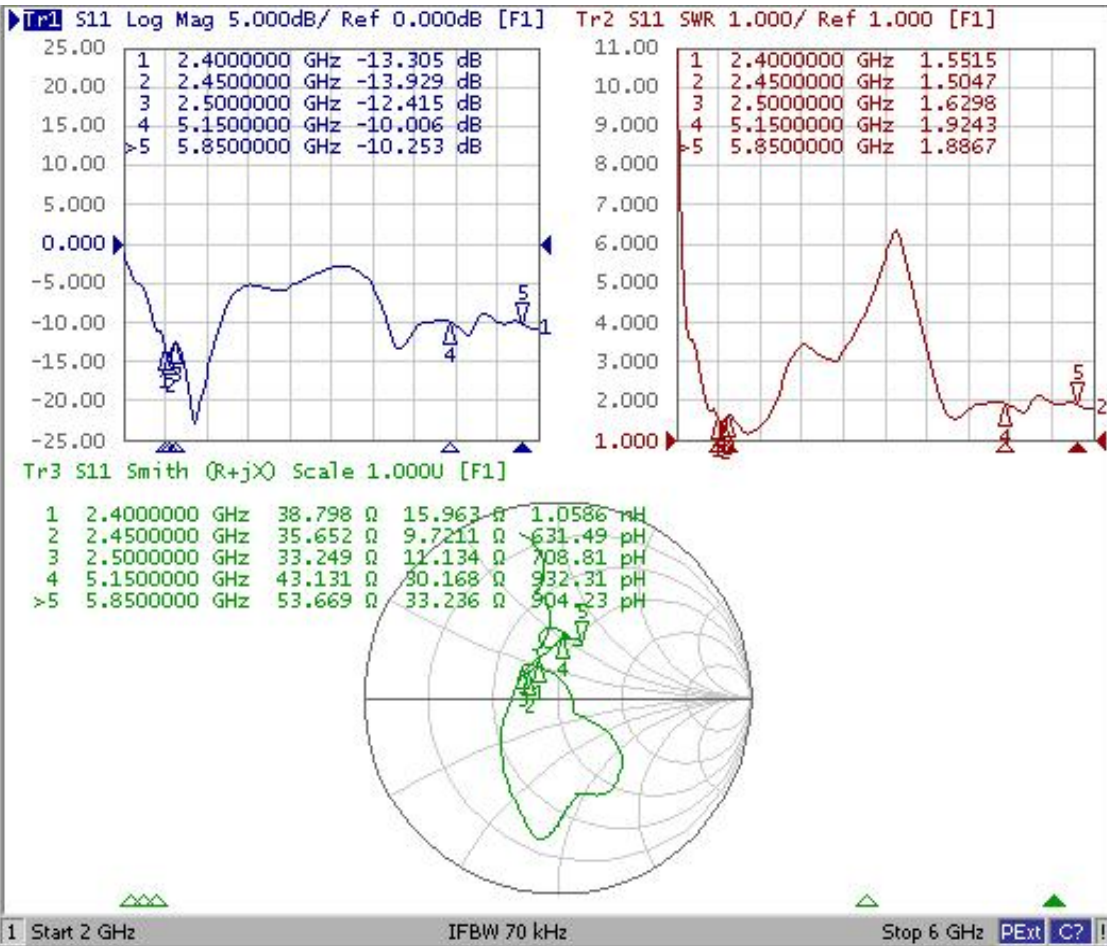 Tr1 S11 Log Mag 5.000dB/ Ref 0.000dB [F1]
25.00
20.00
15.00
10.00
5.000
0.000
-5.000
-10.00
-15.00
-20.00
-25.00
1 2.4000000 GHz -13.305 dB
2 2.4500000 GHz -13.929 dB
3 2.5000000 GHz -12.415 dB
4 5.1500000 GHz -10.006 dB
>5 5.8500000 GHz -10.253 dB
5
4
2
1
Tr2 S11 SWR 1.000/ Ref 1.000 [F1]
11.00
10.00
9.000
8.000
7.000
6.000
5.000
4.000
3.000
2.000
1.000
1 2.4000000 GHz 1.5515
2 2.4500000 GHz 1.5047
3 2.5000000 GHz 1.6298
4 5.1500000 GHz 1.9243
>5 5.8500000 GHz 1.8867
5
4
2
Tr3 S11 Smith (R+jX) Scale 1.000U [F1]
1 2.4000000 GHz 38.798 Ω 15.963 Ω 1.0586 nH
2 2.4500000 GHz 35.652 Ω 9.7211 Ω 631.49 pH
3 2.5000000 GHz 33.249 Ω 11.134 Ω 708.81 pH
4 5.1500000 GHz 43.131 Ω 30.168 Ω 932.31 pH
>5 5.8500000 GHz 53.669 Ω 33.236 Ω 904.23 pH
5
4
2
1 Start 2 GHz IFBW 70 kHz Stop 6 GHz PExt C? !